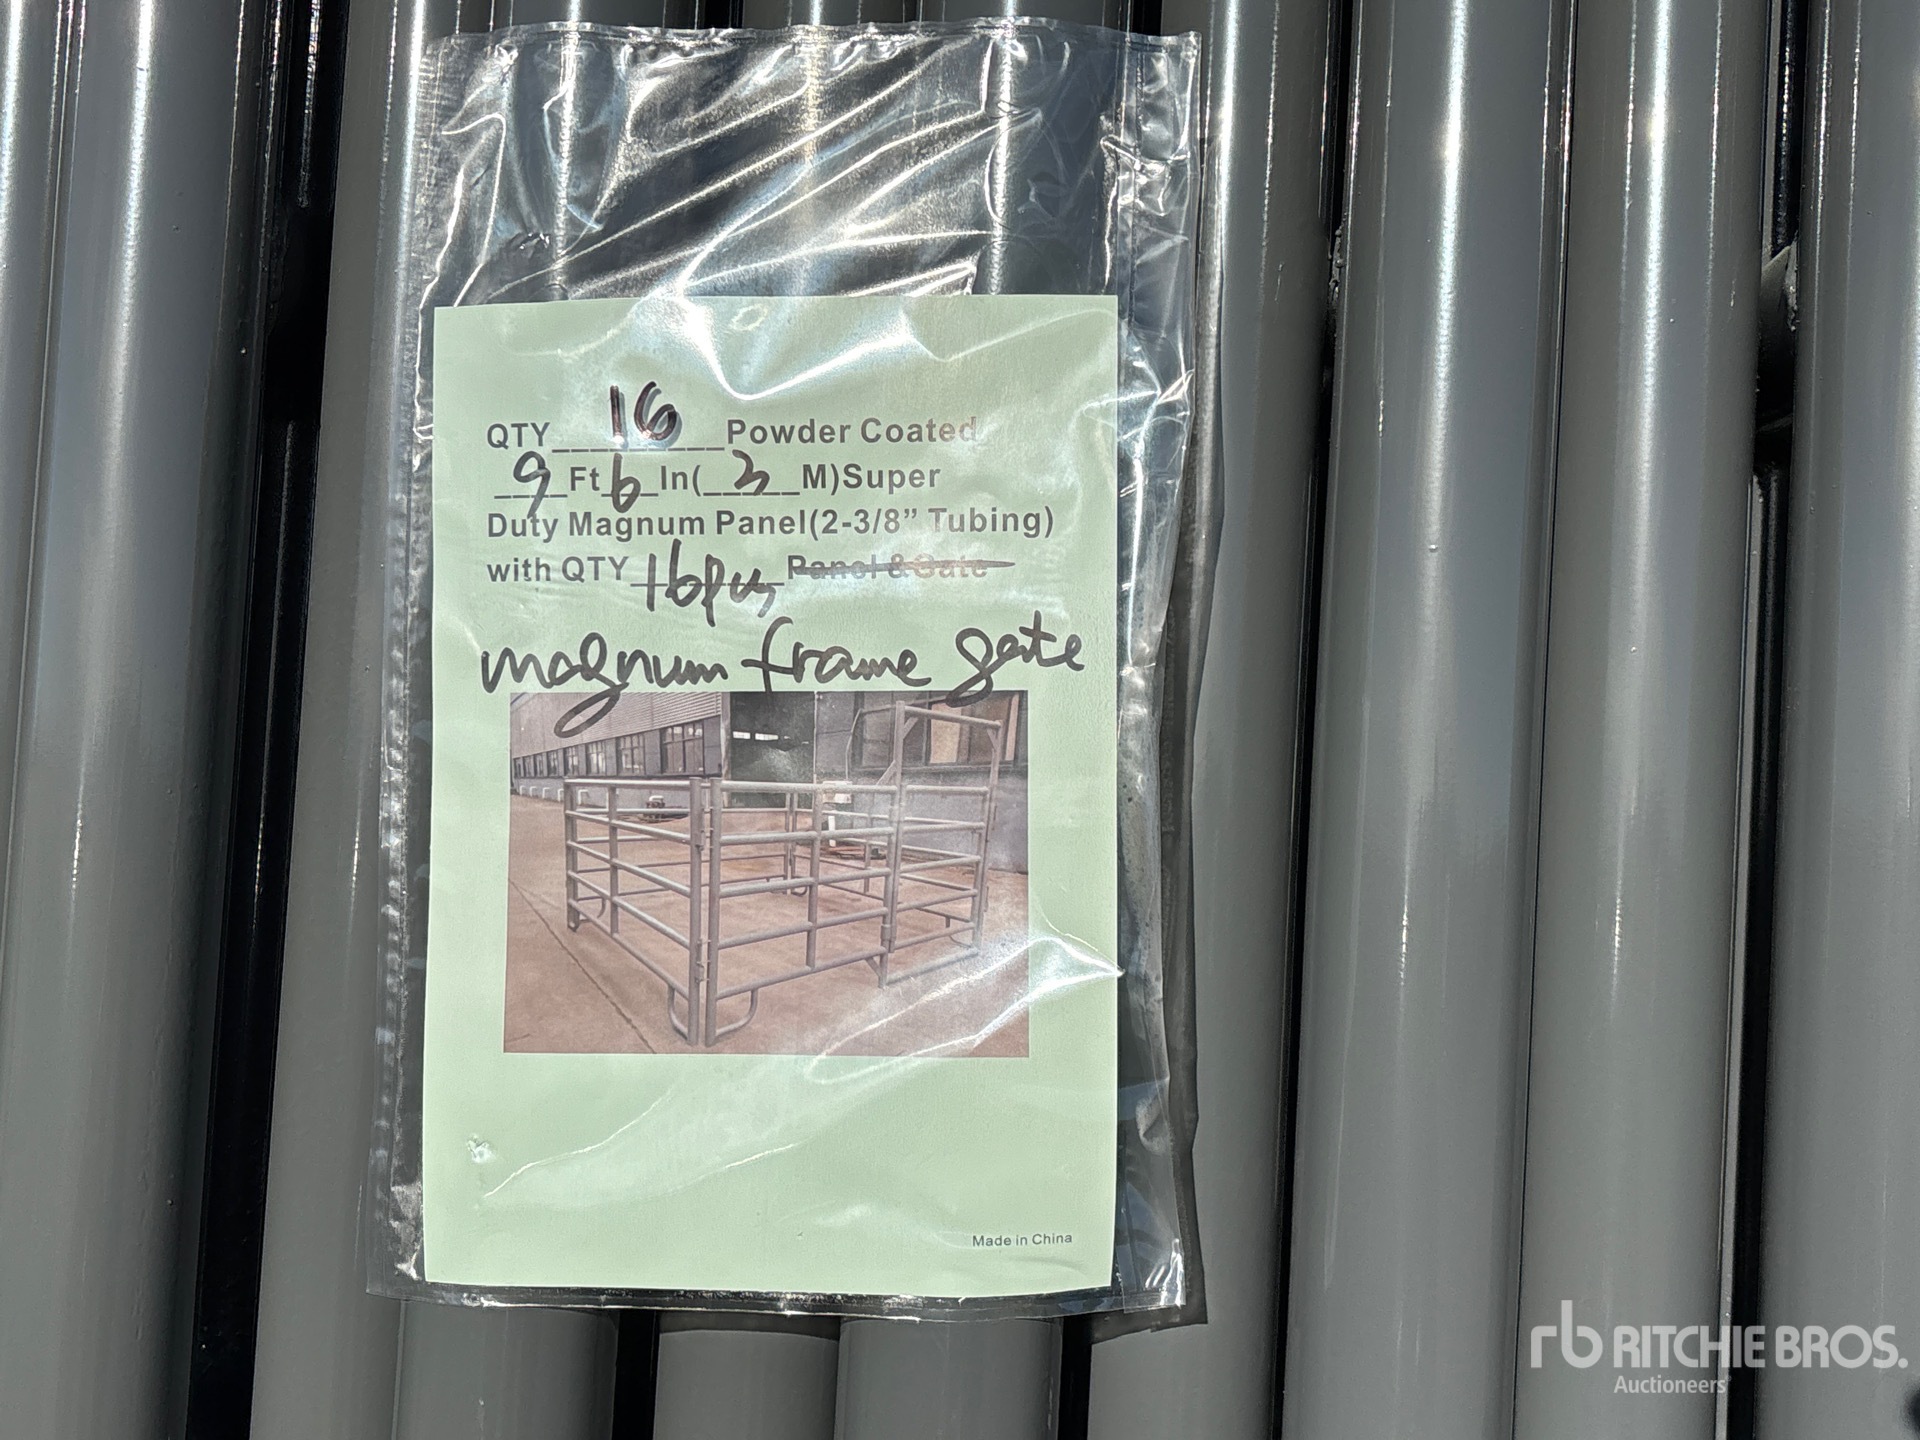 QTY 16 Powder Coated
9 Ft 6 In( 3 M)Super
Duty Magnum Panel(2-3/8” Tubing)
with QTY 16pcs Panel & Gate
magnum frame gate
Made in China
rb RITCHIE BROS.
Auctioneers